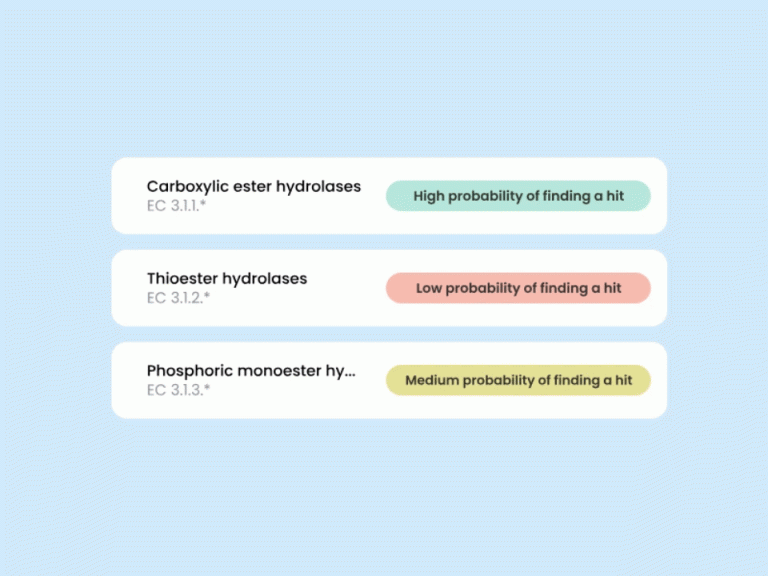 Carboxylic ester hydrolases
EC 3.1.1.*
High probability of finding a hit
Thioester hydrolases
EC 3.1.2.*
Low probability of finding a hit
Phosphoric monoester hy...
EC 3.1.3.*
Medium probability of finding a hit